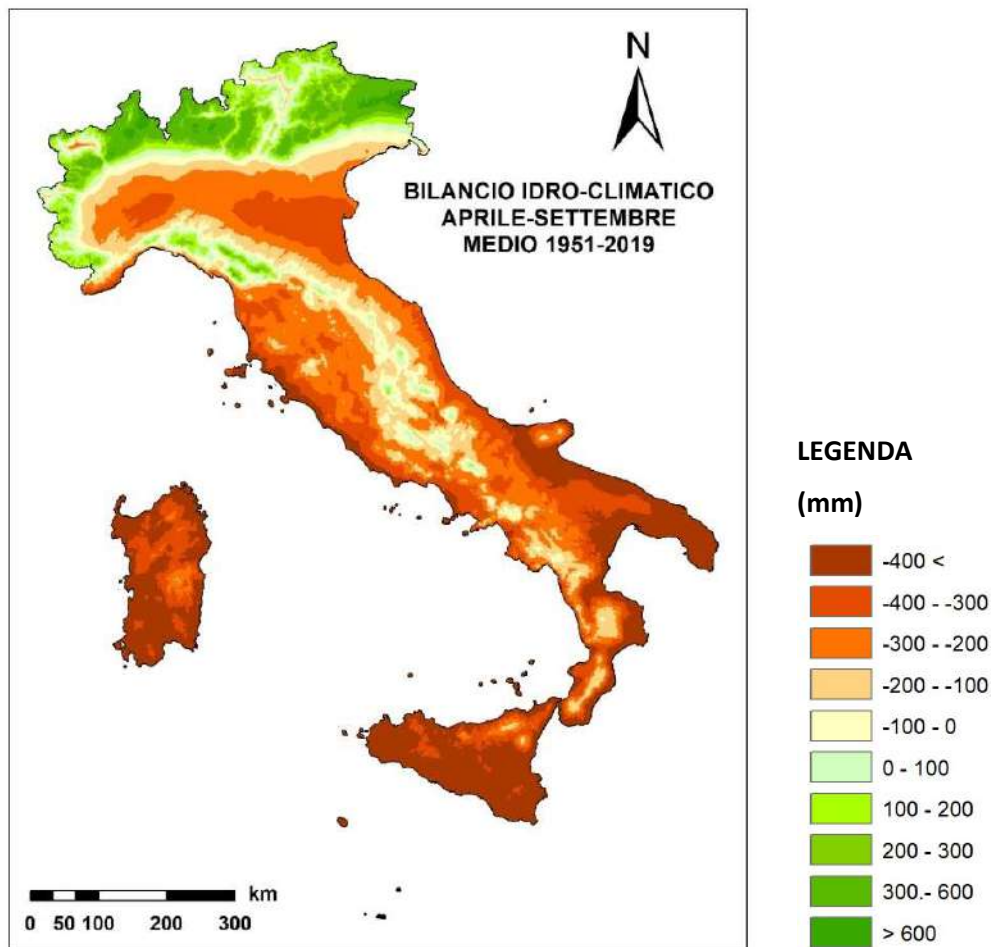 N
BILANCIO IDRO-CLIMATICO
APRILE-SETTEMBRE
MEDIO 1951-2019
LEGENDA
(mm)
-400 <
-400 - -300
-300 - -200
-200 - -100
-100 - 0
0 - 100
100 - 200
200 - 300
300.- 600
> 600
km
0 50 100 200 300